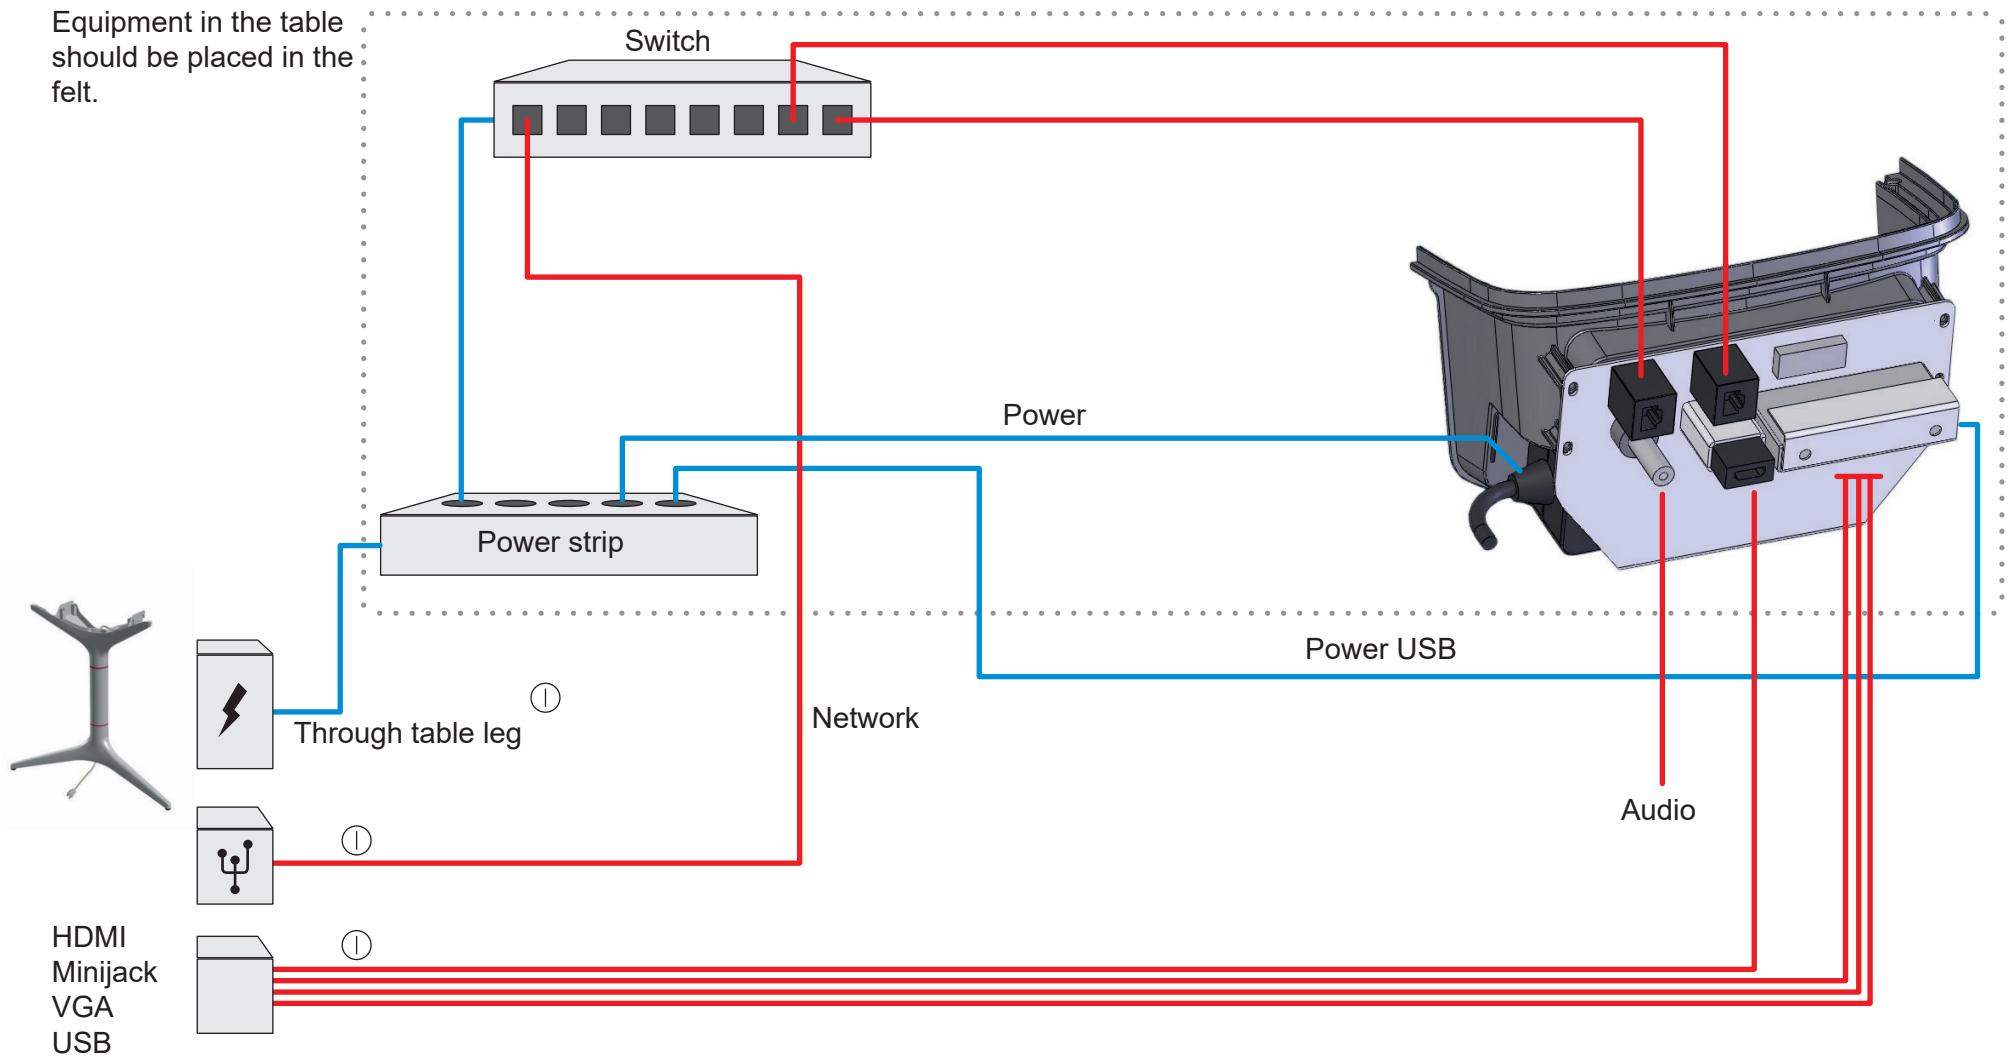 Equipment in the table
should be placed in the
felt.
Switch
Power
Power strip
Power USB
Through table leg
Network
Audio
HDMI
Minijack
VGA
USB